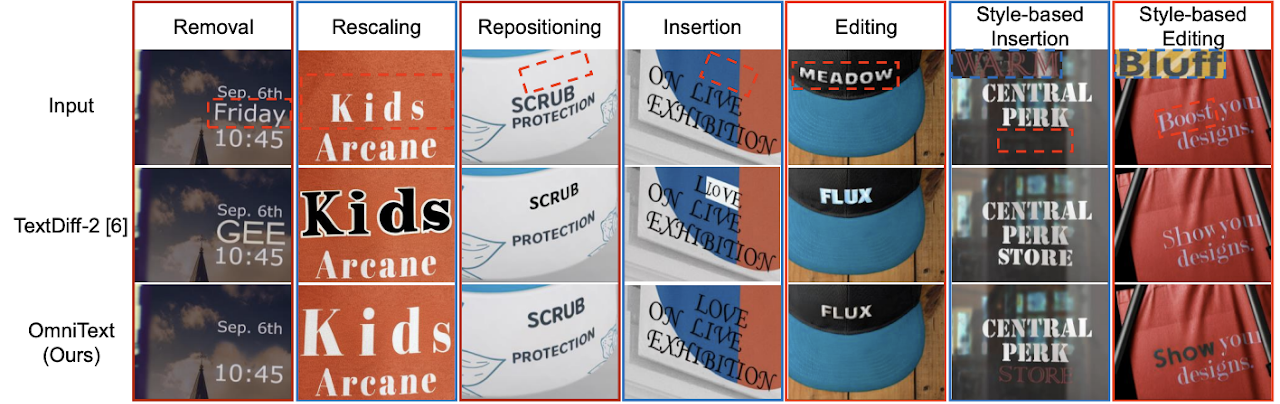 Removal
Rescaling
Repositioning
Insertion
Editing
Style-based
Insertion
Style-based
Editing
Input
Sep. 6th
Friday
10:45
Kids
Arcane
SCRUB
PROTECTION
ON LIVE
EXHIBITION
MEADOW
WARM
CENTRAL
PERK
Bluff
Boost your
designs.
TextDiff-2 [6]
Sep. 6th
GEE
10:45
Kids
Arcane
SCRUB
PROTECTION
LIOVE
ON LIVE
EXHIBITION
FLUX
CENTRAL
PERK
STORE
Show your
designs.
OmniText
(Ours)
Sep. 6th
10:45
Kids
Arcane
SCRUB
PROTECTION
LOVE
ON LIVE
EXHIBITION
FLUX
CENTRAL
PERK
STORE
Show your
designs.